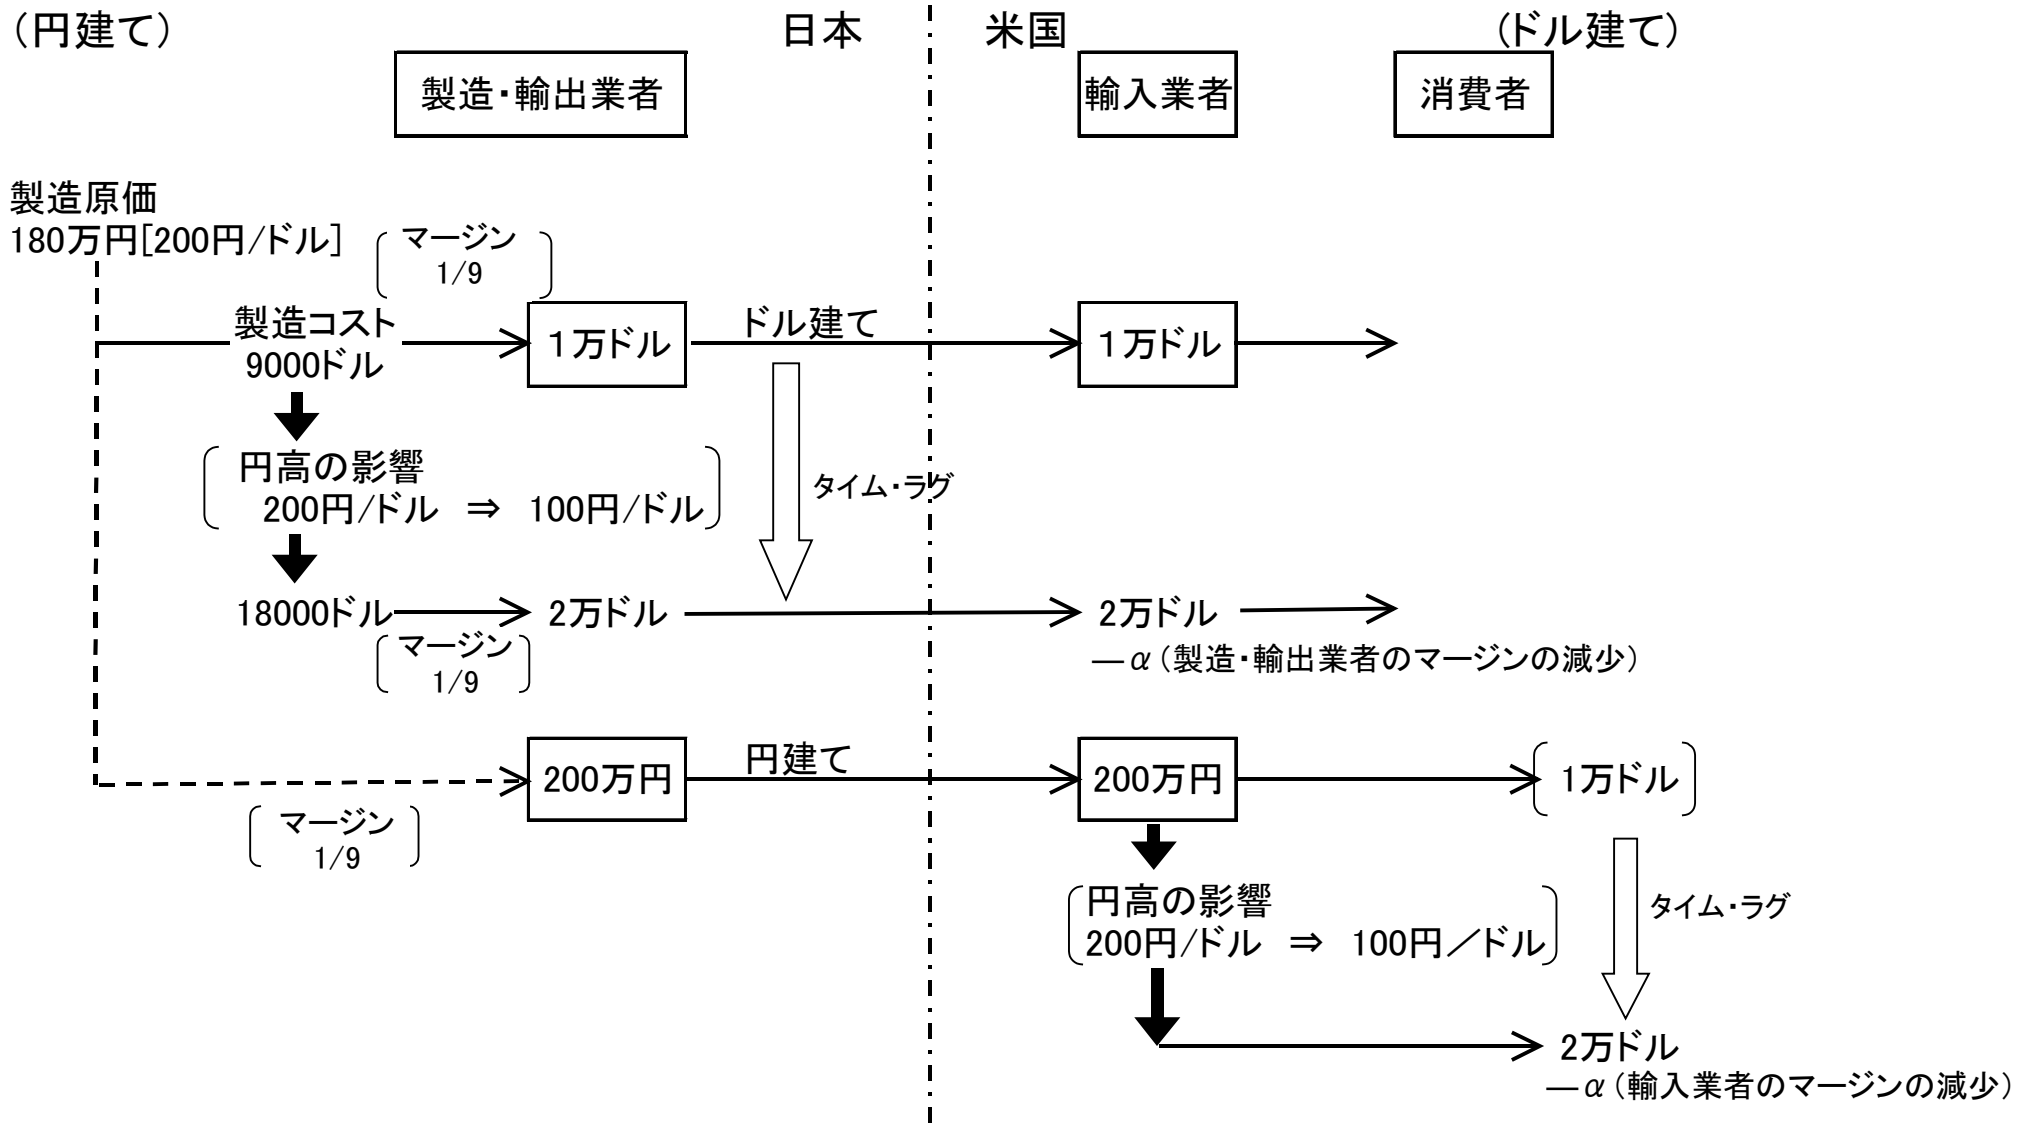 (円建て) 日本 米国 (ドル建て)
製造・輸出業者 輸入業者 消費者
製造原価
180万円[200円/ドル]
マージン
1/9
製造コスト
9000ドル
1万ドル
ドル建て
1万ドル
円高の影響
200円/ドル ⇒ 100円/ドル
タイム・ラグ
18000ドル
マージン
1/9
2万ドル
2万ドル
―α(製造・輸出業者のマージンの減少)
マージン
1/9
200万円
円建て
200万円
1万ドル
円高の影響
200円/ドル ⇒ 100円／ドル
タイム・ラグ
2万ドル
―α(輸入業者のマージンの減少)